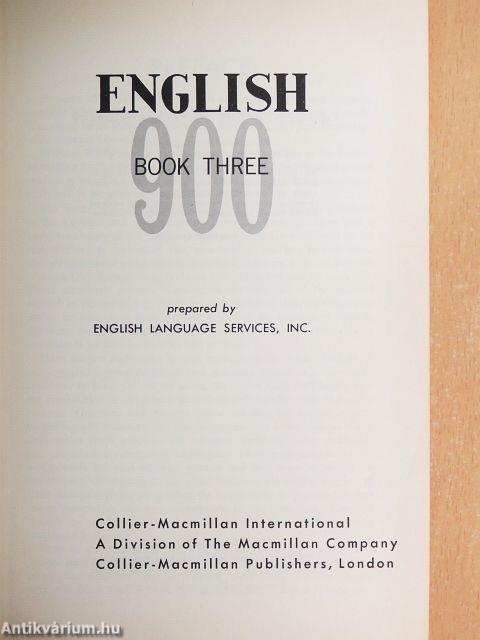 ENGLISH
900
BOOK THREE
prepared by
ENGLISH LANGUAGE SERVICES, INC.
Collier-Macmillan International
A Division of The Macmillan Company
Collier-Macmillan Publishers, London
Antikvárium.hu